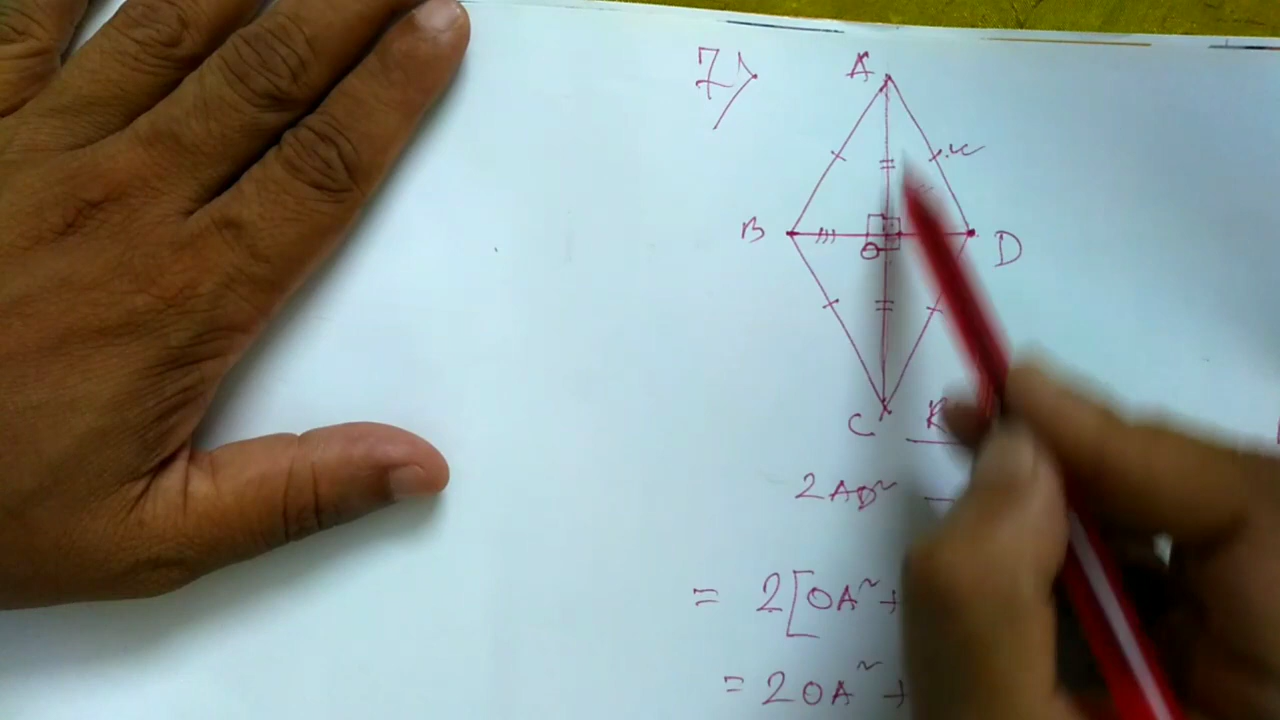 7>
A
B
O
D
C R
2AD² —
= 2[OA² +
= 2OA² +